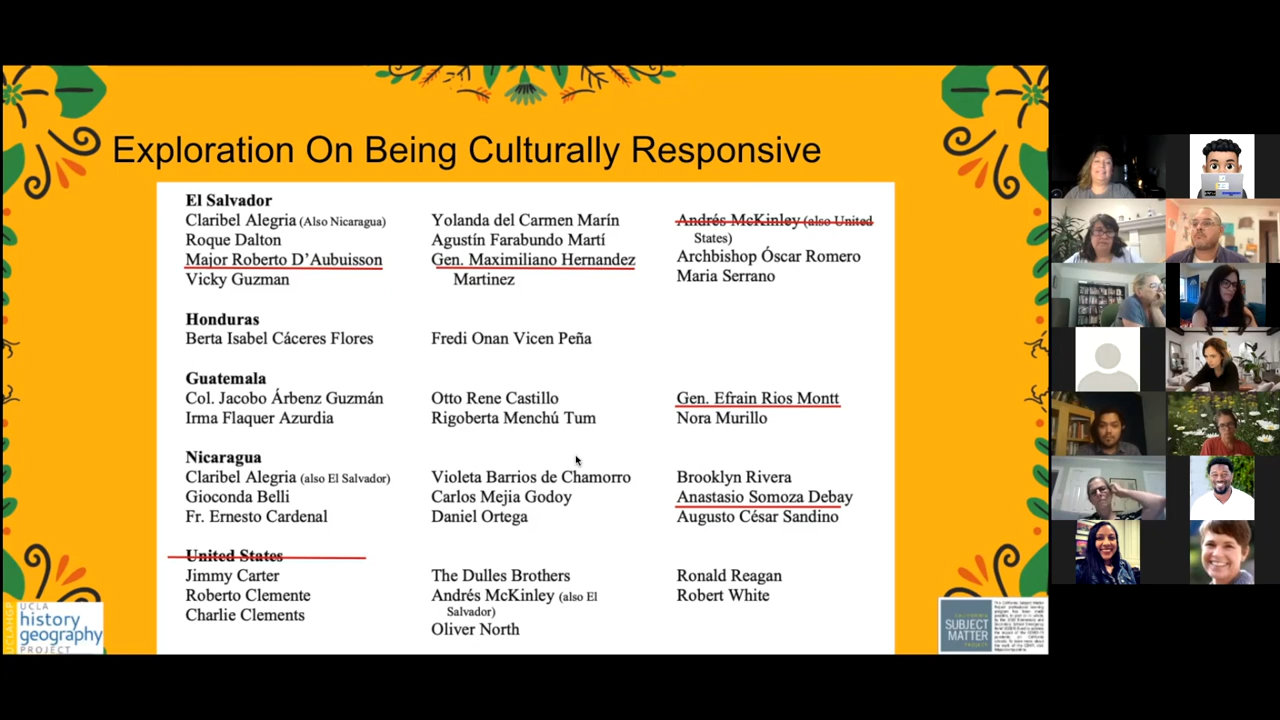 Exploration On Being Culturally Responsive
El Salvador
Claribel Alegria (Also Nicaragua)
Roque Dalton
Major Roberto D’Aubuisson
Vicky Guzman
Yolanda del Carmen Marín
Agustín Farabundo Martí
Gen. Maximiliano Hernandez
Martinez
Andrés McKinley (also United
States)
Archbishop Óscar Romero
Maria Serrano
Honduras
Berta Isabel Cáceres Flores
Fredi Onan Vicen Peña
Guatemala
Col. Jacobo Árbenz Guzmán
Irma Flaquer Azurdia
Otto Rene Castillo
Rigoberta Menchú Tum
Gen. Efrain Rios Montt
Nora Murillo
Nicaragua
Claribel Alegria (also El Salvador)
Gioconda Belli
Fr. Ernesto Cardenal
Violeta Barrios de Chamorro
Carlos Mejia Godoy
Daniel Ortega
Brooklyn Rivera
Anastasio Somoza Debay
Augusto César Sandino
United States
Jimmy Carter
Roberto Clemente
Charlie Clements
The Dulles Brothers
Andrés McKinley (also El
Salvador)
Oliver North
Ronald Reagan
Robert White
UCLAHGP
UCLA
history
geography
PROJECT
SUBJECT
MATTER